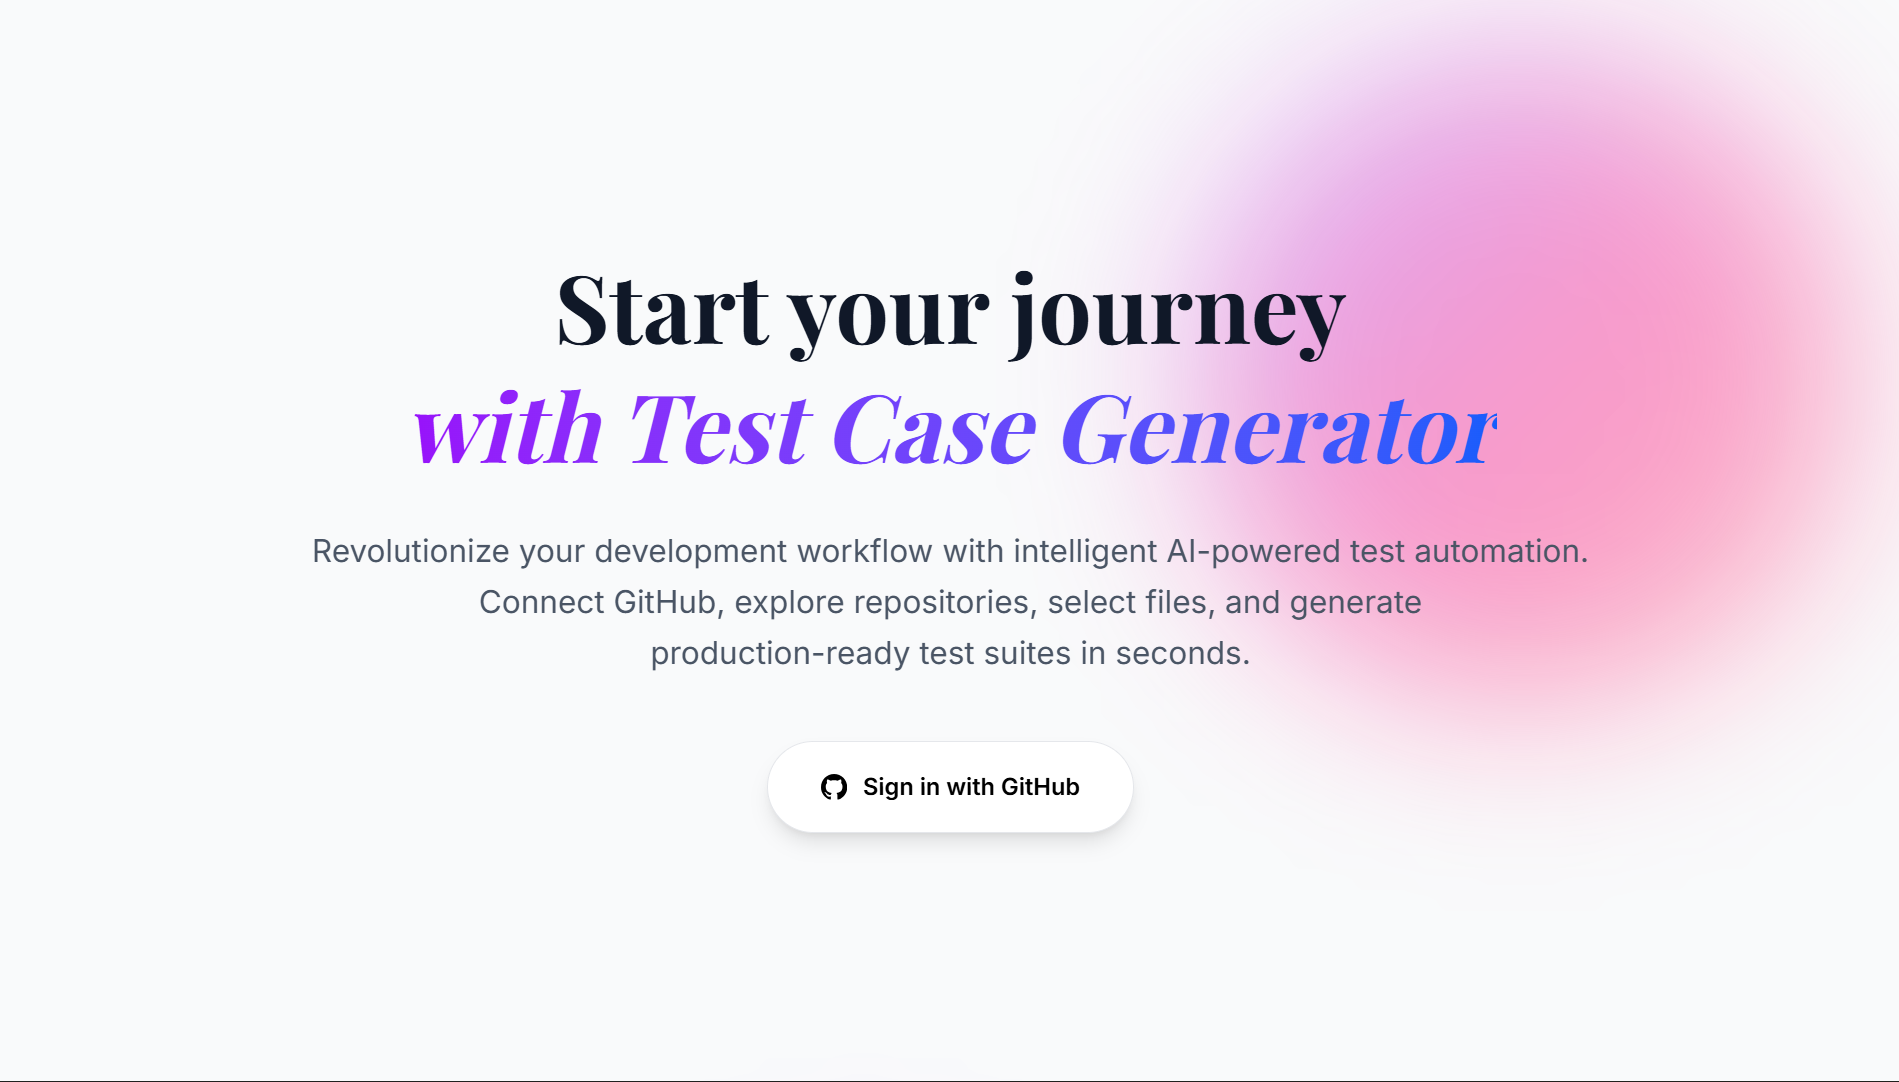 Start your journey
with Test Case Generator
Revolutionize your development workflow with intelligent AI-powered test automation.
Connect GitHub, explore repositories, select files, and generate
production-ready test suites in seconds.
Sign in with GitHub